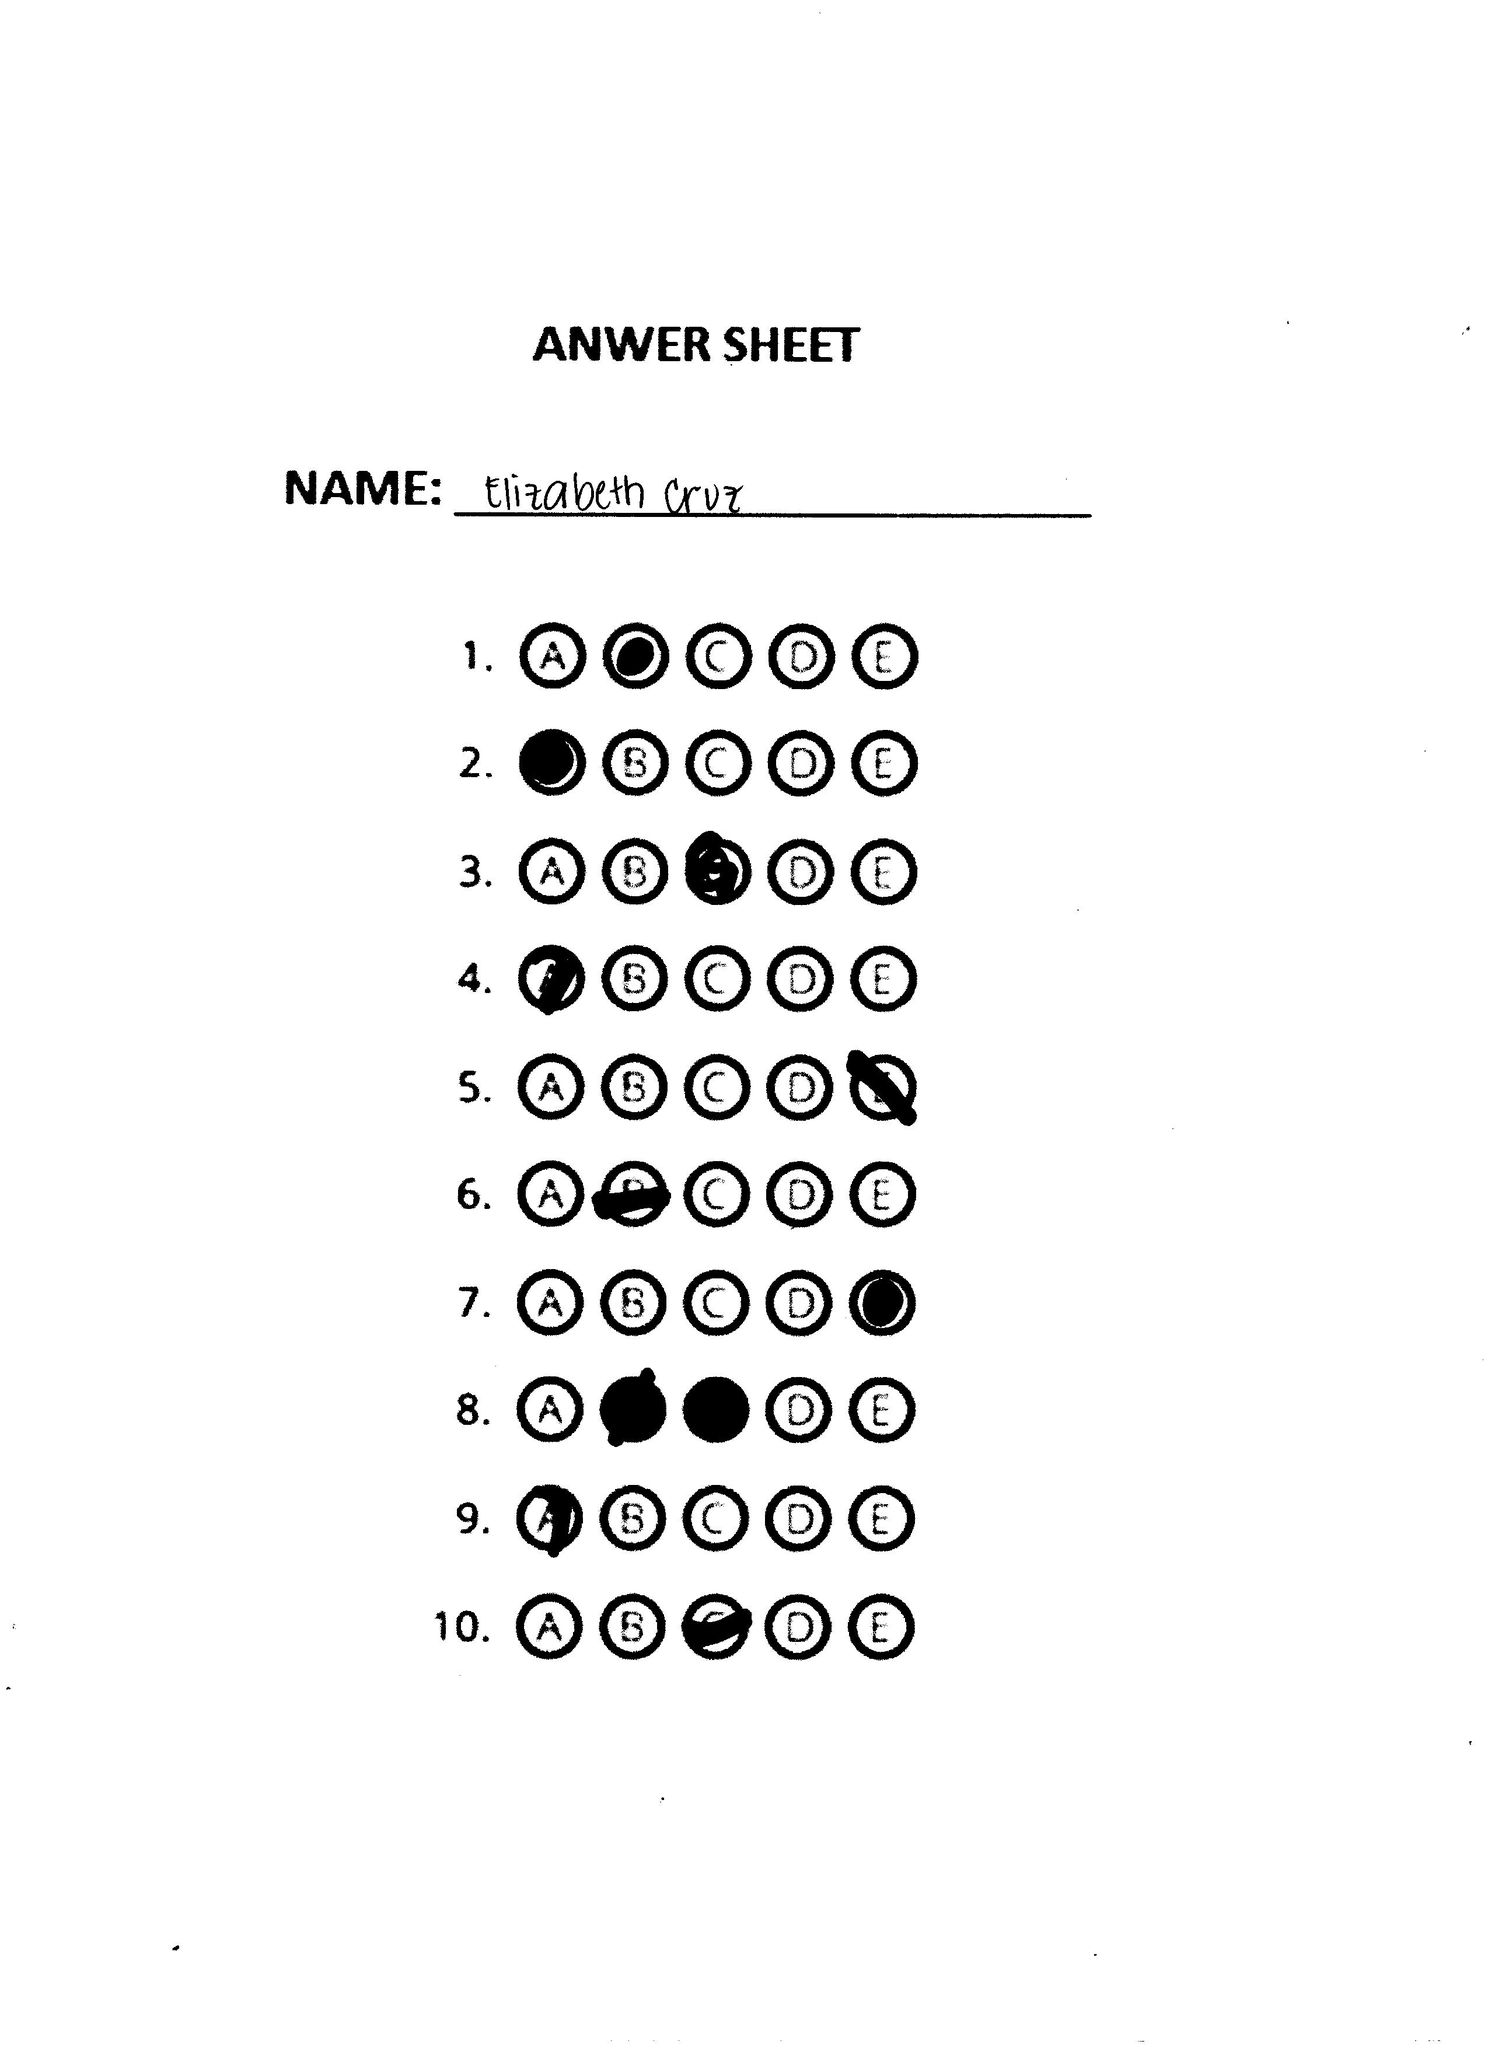 ANWER SHEET
NAME: Elizabeth Cruz
1. A C D E
2. B C D E
3. A B D E
4. A B C D E
5. A B C D
6. A B C D E
7. A B C D
8. A D E
9. A B C D E
10. A B C D E